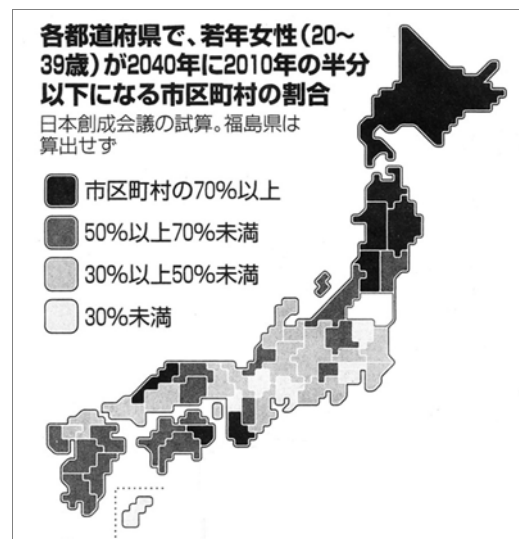 各都道府県で、若年女性(20〜
39歳)が2040年に2010年の半分
以下になる市区町村の割合
日本創成会議の試算。福島県は
算出せず
市区町村の70%以上
50%以上70%未満
30%以上50%未満
30%未満